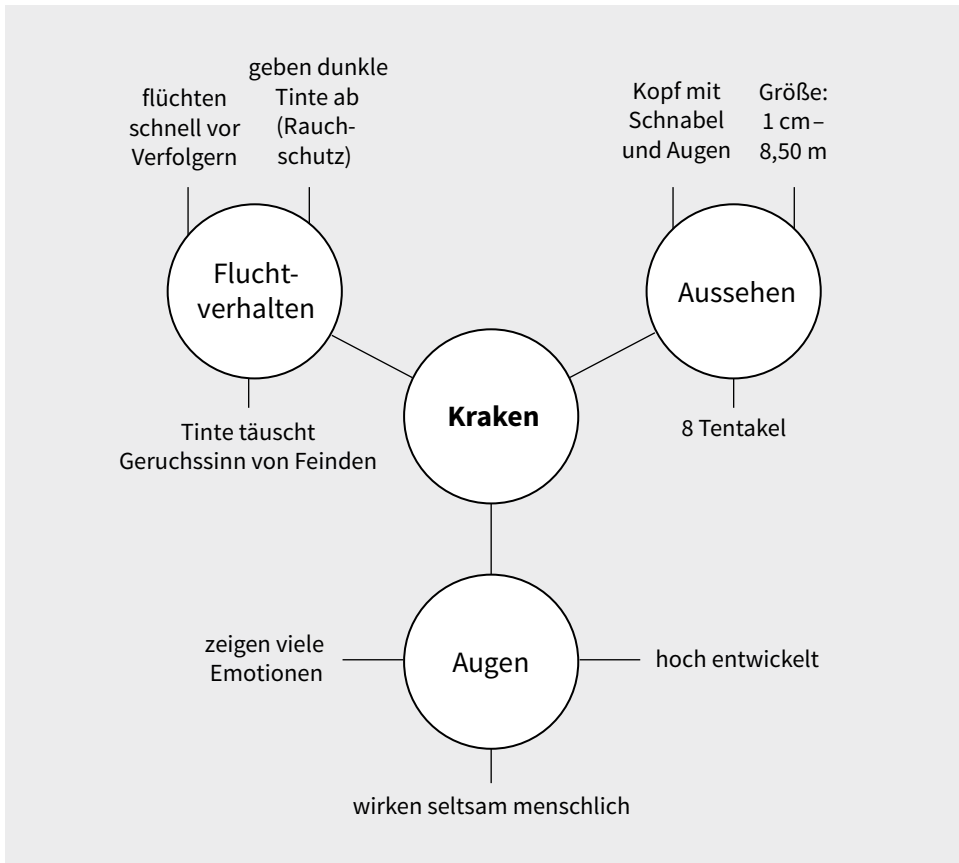 flüchten
schnell vor
Verfolgern
geben dunkle
Tinte ab
(Rauch-
schutz)
Flucht-
verhalten
Tinte täuscht
Geruchssinn von Feinden
Kopf mit
Schnabel
und Augen
Größe:
1 cm–
8,50 m
Aussehen
8 Tentakel
Kraken
Augen
zeigen viele
Emotionen
hoch entwickelt
wirken seltsam menschlich